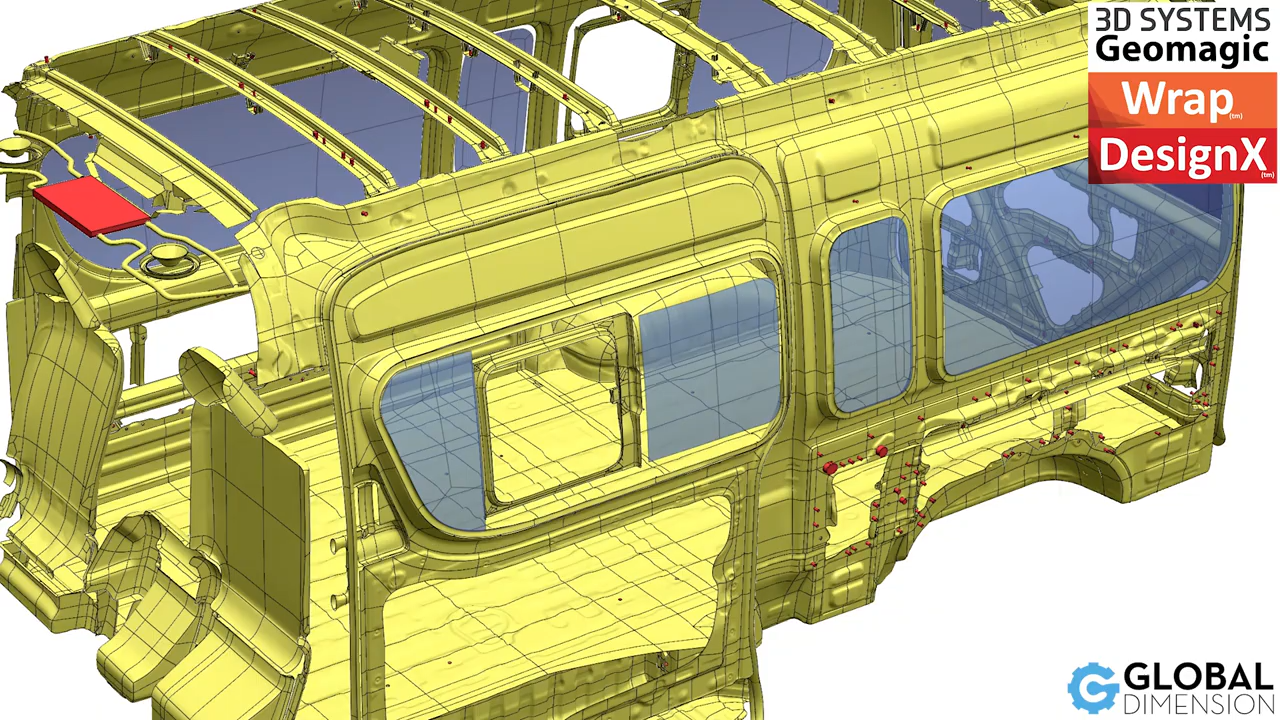 3D SYSTEMS
Geomagic
Wrap(tm)
DesignX(tm)
GLOBAL
DIMENSION